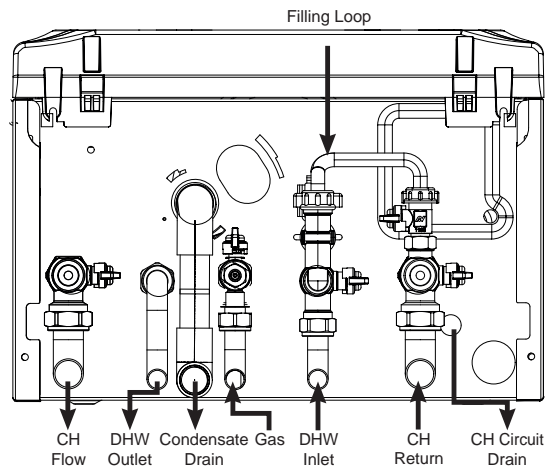 Filling Loop
CH Flow
DHW Outlet
Condensate Drain
Gas
DHW Inlet
CH Return
CH Circuit Drain